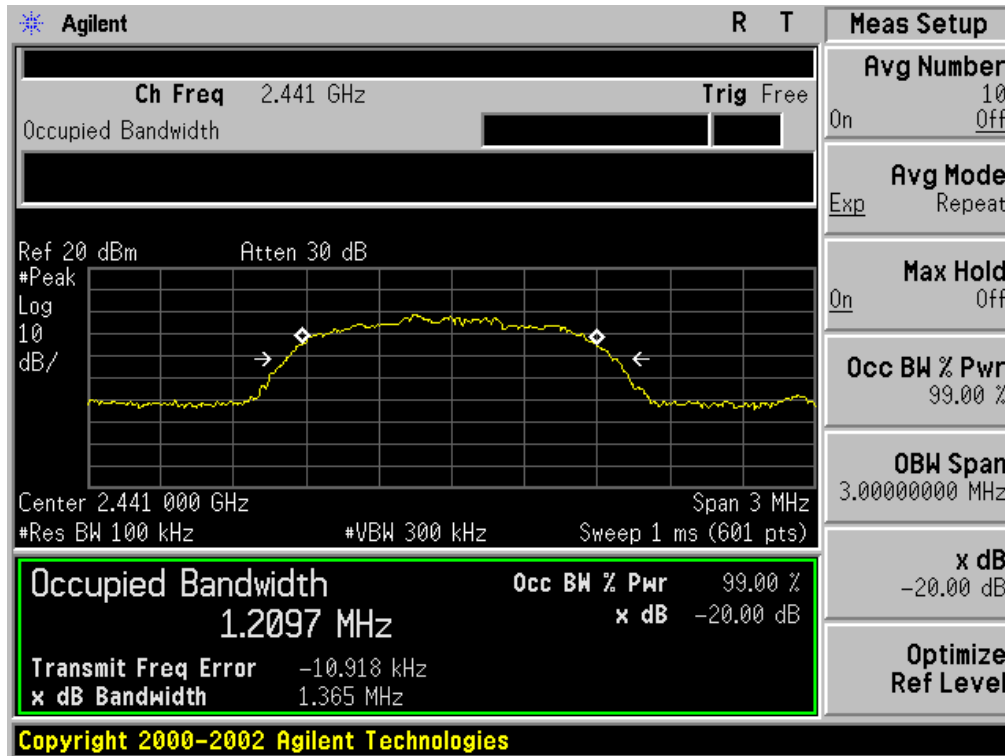 Agilent R T Meas Setup
Ch Freq 2.441 GHz Trig Free
Occupied Bandwidth
Ref 20 dBm Atten 30 dB
#Peak
Log
10
dB/
Center 2.441 000 GHz Span 3 MHz
#Res BW 100 kHz #VBW 300 kHz Sweep 1 ms (601 pts)
Occupied Bandwidth Occ BW % Pwr 99.00 %
1.2097 MHz x dB -20.00 dB
Transmit Freq Error -10.918 kHz
x dB Bandwidth 1.365 MHz
Avg Number
10
On Off
Avg Mode
Exp Repeat
Max Hold
On Off
Occ BW % Pwr
99.00 %
OBW Span
3.00000000 MHz
x dB
-20.00 dB
Optimize
Ref Level
Copyright 2000-2002 Agilent Technologies